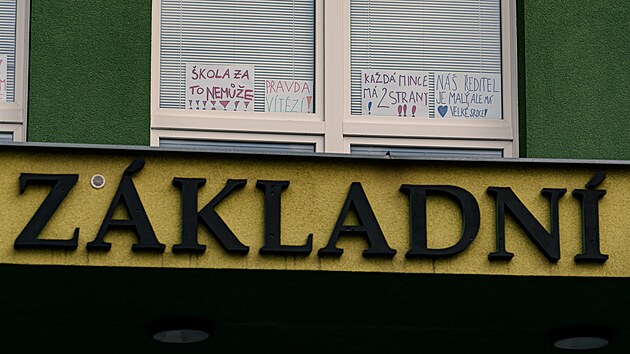 ŠKOLA ZA
TO NEMŮŽE
PRAVDA
VÍTĚZÍ!
KAŽDÁ MINCE
MÁ 2 STRANY
!!!
NÁŠ ŘEDITEL
JE MALÝ, ALE MÁ
VELKÉ SRDCE!
ZÁKLADNÍ